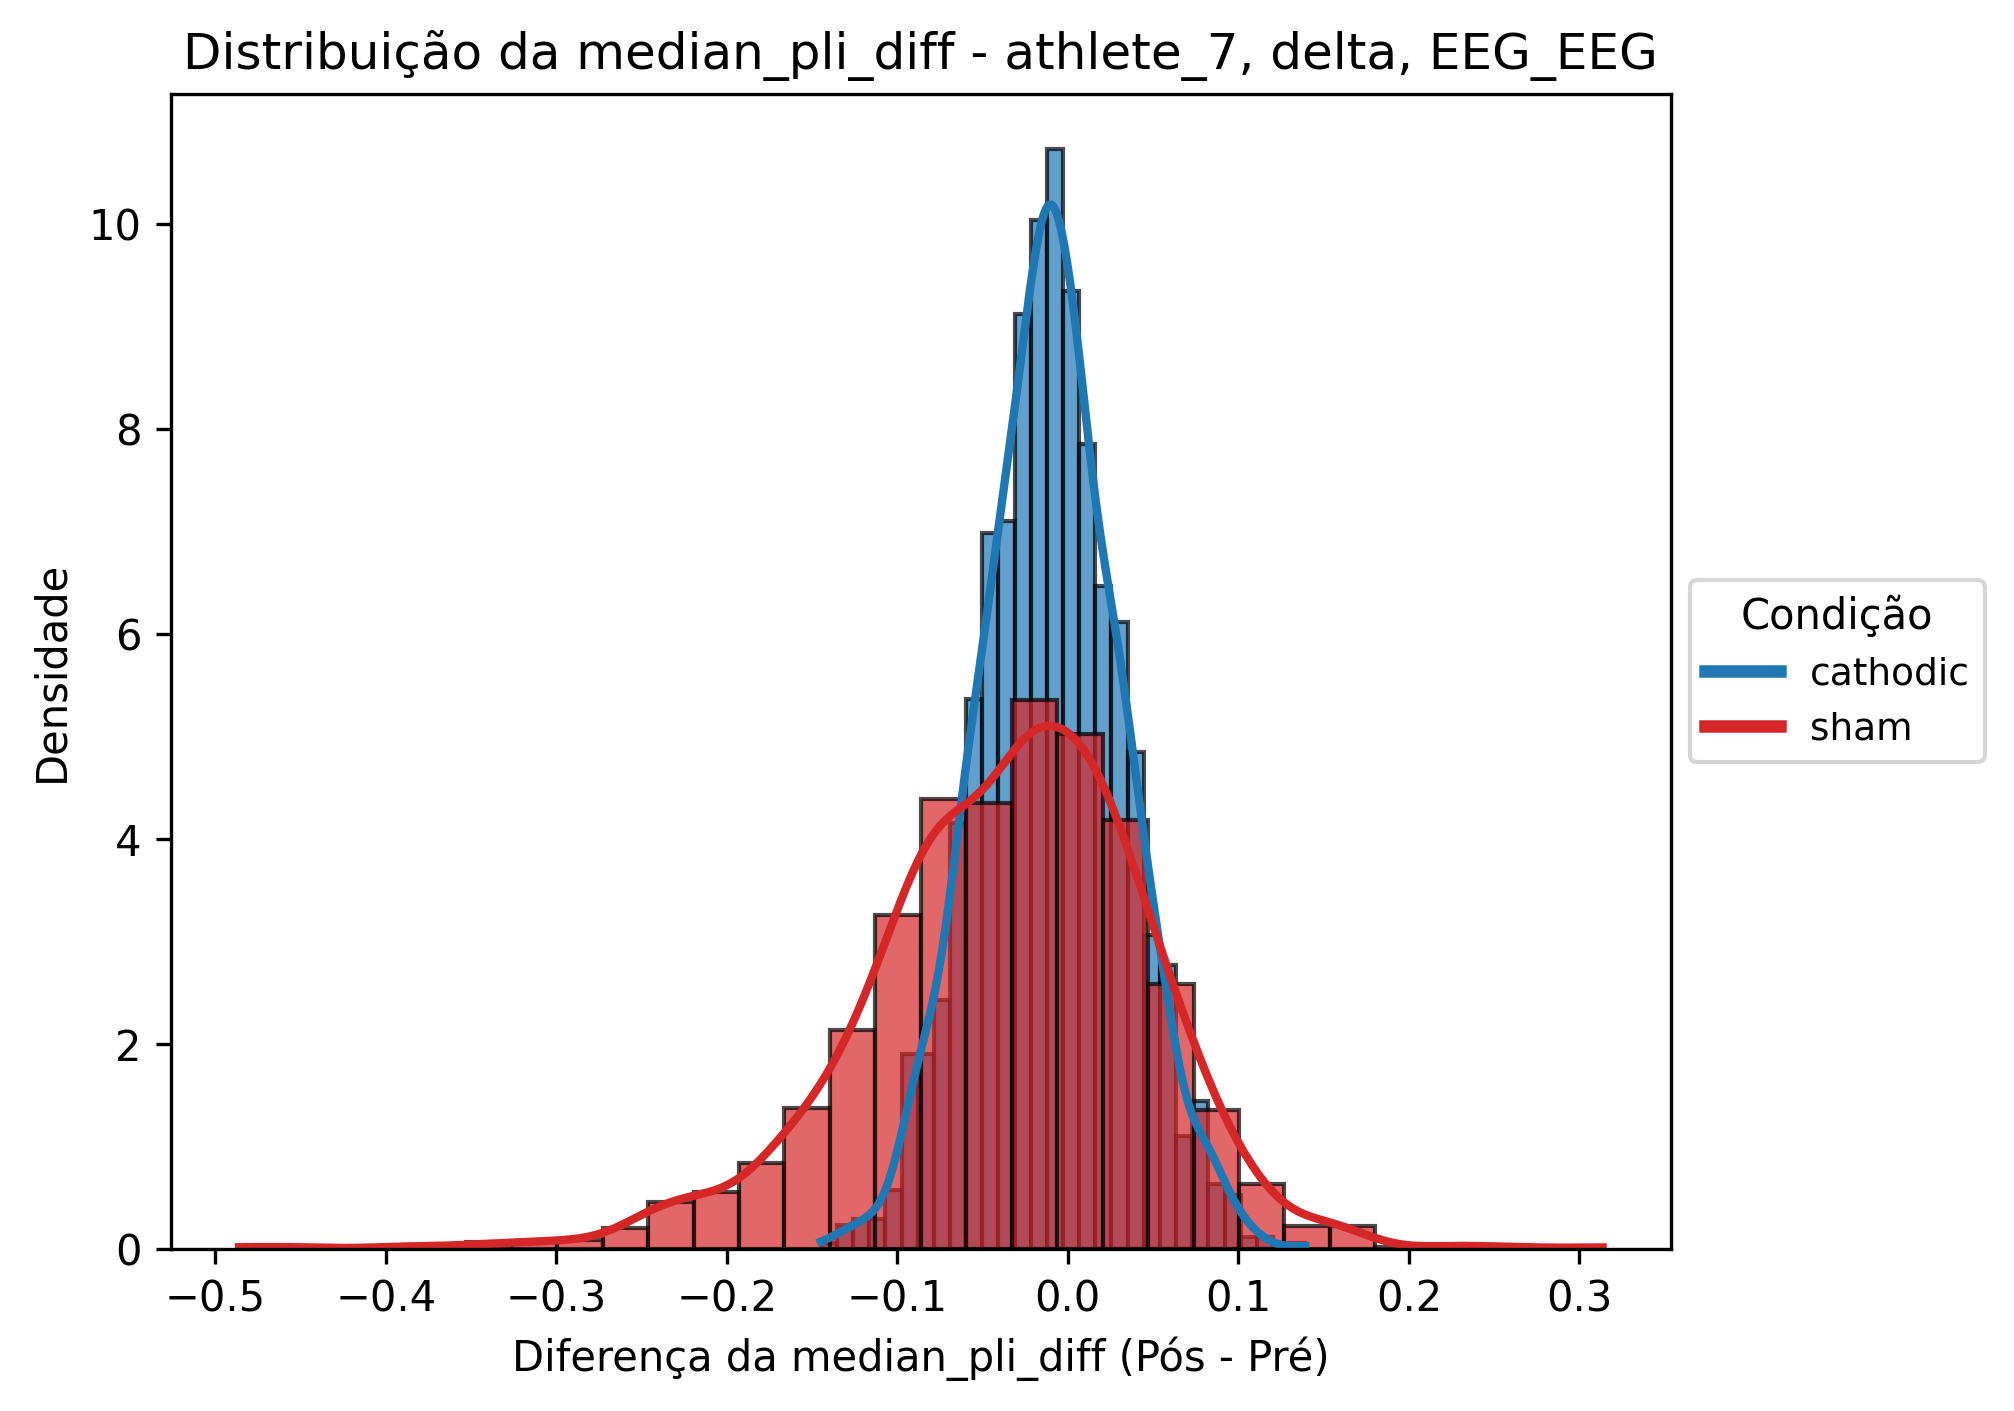 Distribuição da median_pli_diff - athlete_7, delta, EEG_EEG
Densidade
10
8
6
4
2
0
−0.5 −0.4 −0.3 −0.2 −0.1 0.0 0.1 0.2 0.3
Diferença da median_pli_diff (Pós - Pré)
Condição
cathodic
sham